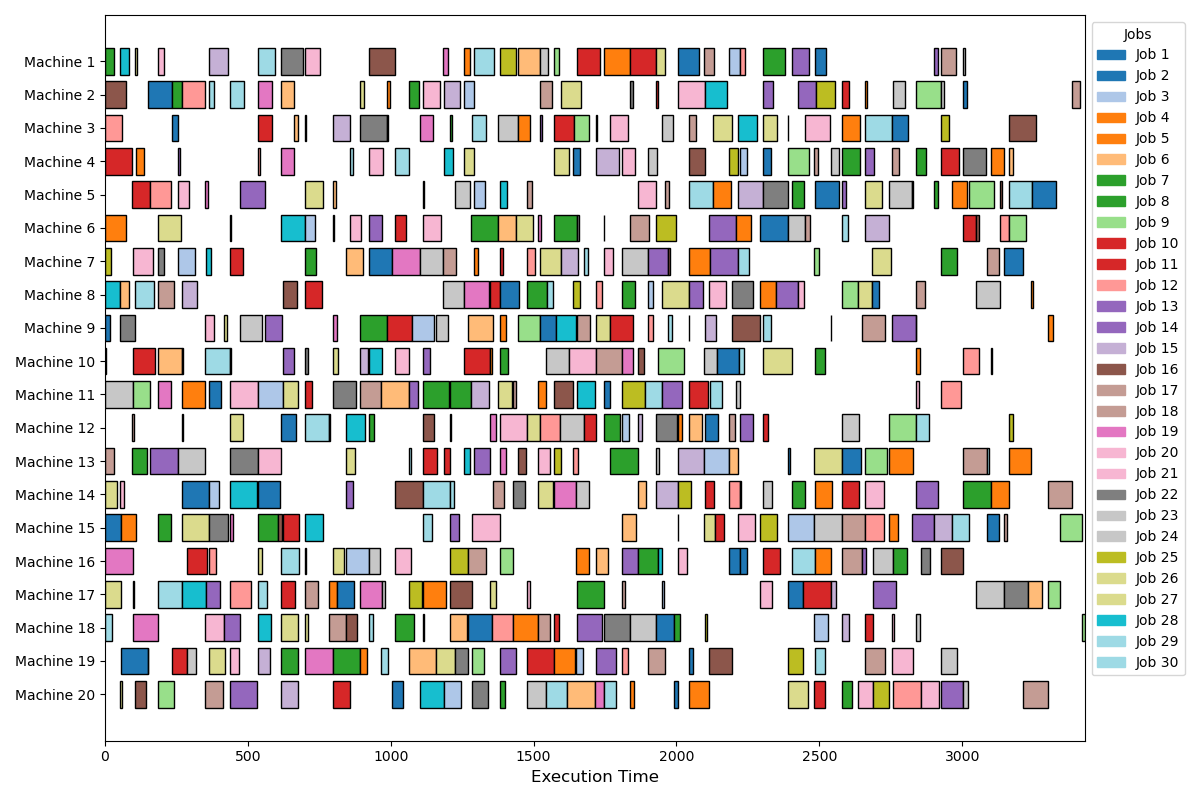 Machine 1
Machine 2
Machine 3
Machine 4
Machine 5
Machine 6
Machine 7
Machine 8
Machine 9
Machine 10
Machine 11
Machine 12
Machine 13
Machine 14
Machine 15
Machine 16
Machine 17
Machine 18
Machine 19
Machine 20
0 500 1000 1500 2000 2500 3000
Execution Time
Jobs
Job 1
Job 2
Job 3
Job 4
Job 5
Job 6
Job 7
Job 8
Job 9
Job 10
Job 11
Job 12
Job 13
Job 14
Job 15
Job 16
Job 17
Job 18
Job 19
Job 20
Job 21
Job 22
Job 23
Job 24
Job 25
Job 26
Job 27
Job 28
Job 29
Job 30